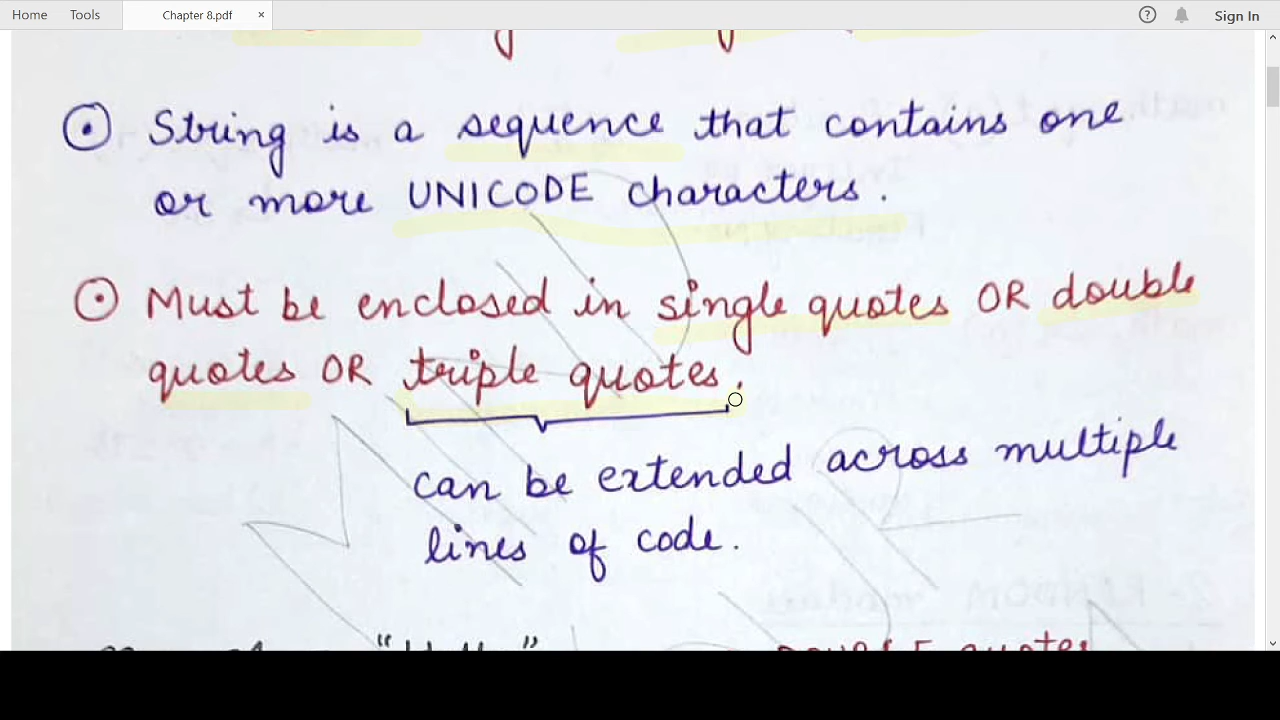 Home Tools Chapter 8.pdf × Sign In
String is a sequence that contains one
or more UNICODE characters.
Must be enclosed in single quotes OR double
quotes OR triple quotes.
can be extended across multiple
lines of code.
quotes